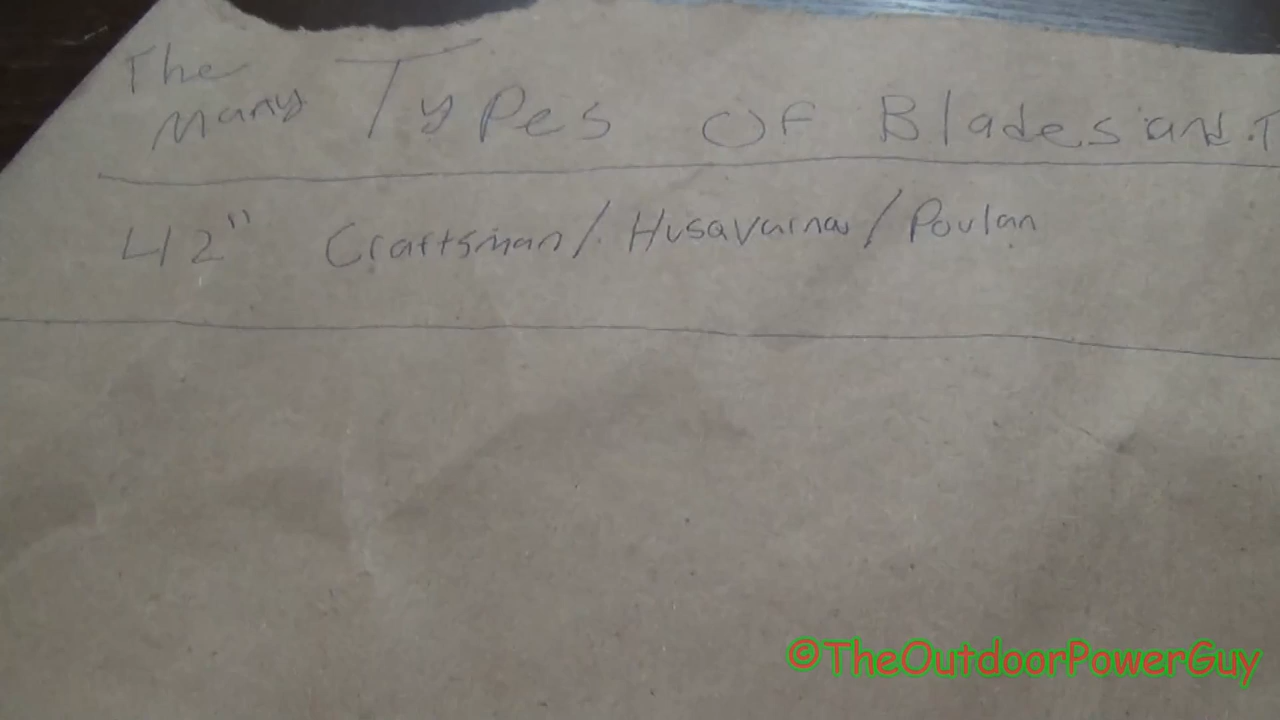 The Many Types Of Blades and T
42" Craftsman / Husavarna / Poulan
©TheOutdoorPowerGuy